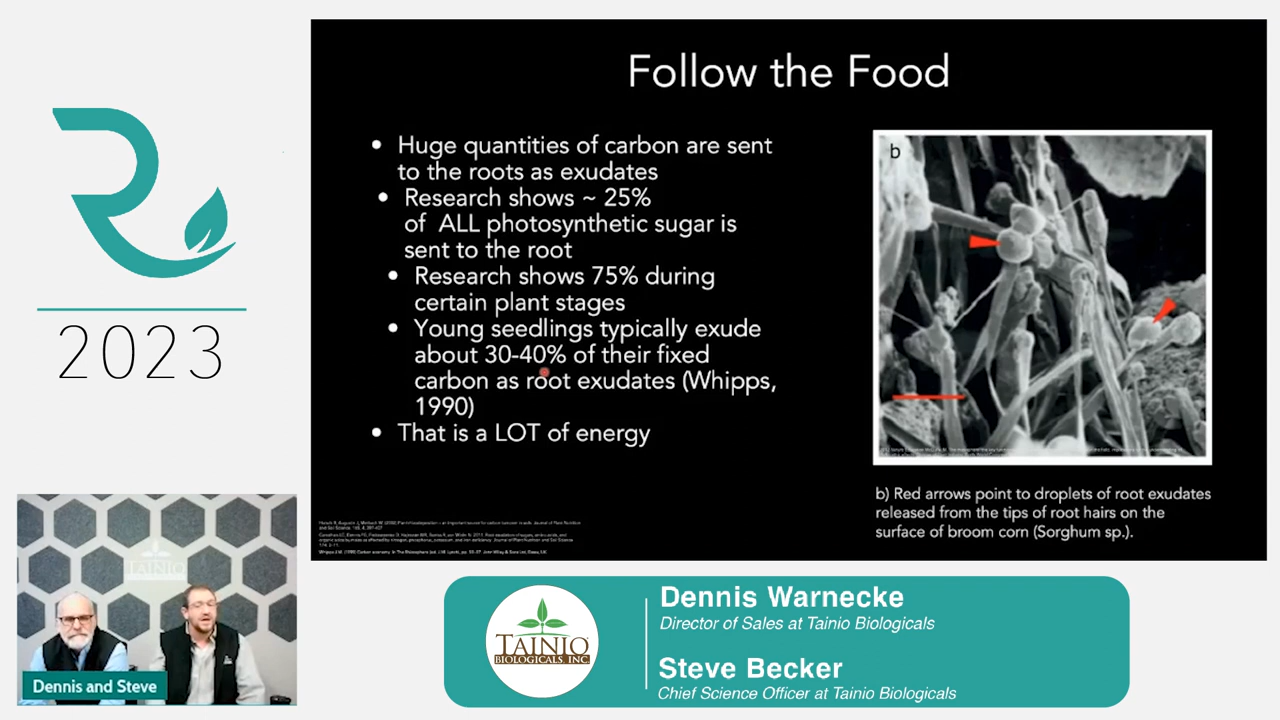 2023
Follow the Food
• Huge quantities of carbon are sent
to the roots as exudates
• Research shows ~ 25%
of ALL photosynthetic sugar is
sent to the root
• Research shows 75% during
certain plant stages
• Young seedlings typically exude
about 30-40% of their fixed
carbon as root exudates (Whipps,
1990)
• That is a LOT of energy
b
b) Red arrows point to droplets of root exudates
released from the tips of root hairs on the
surface of broom corn (Sorghum sp.).
TAINIO
Dennis and Steve
TAINIO
BIOLOGICALS, INC.
Dennis Warnecke
Director of Sales at Tainio Biologicals
Steve Becker
Chief Science Officer at Tainio Biologicals